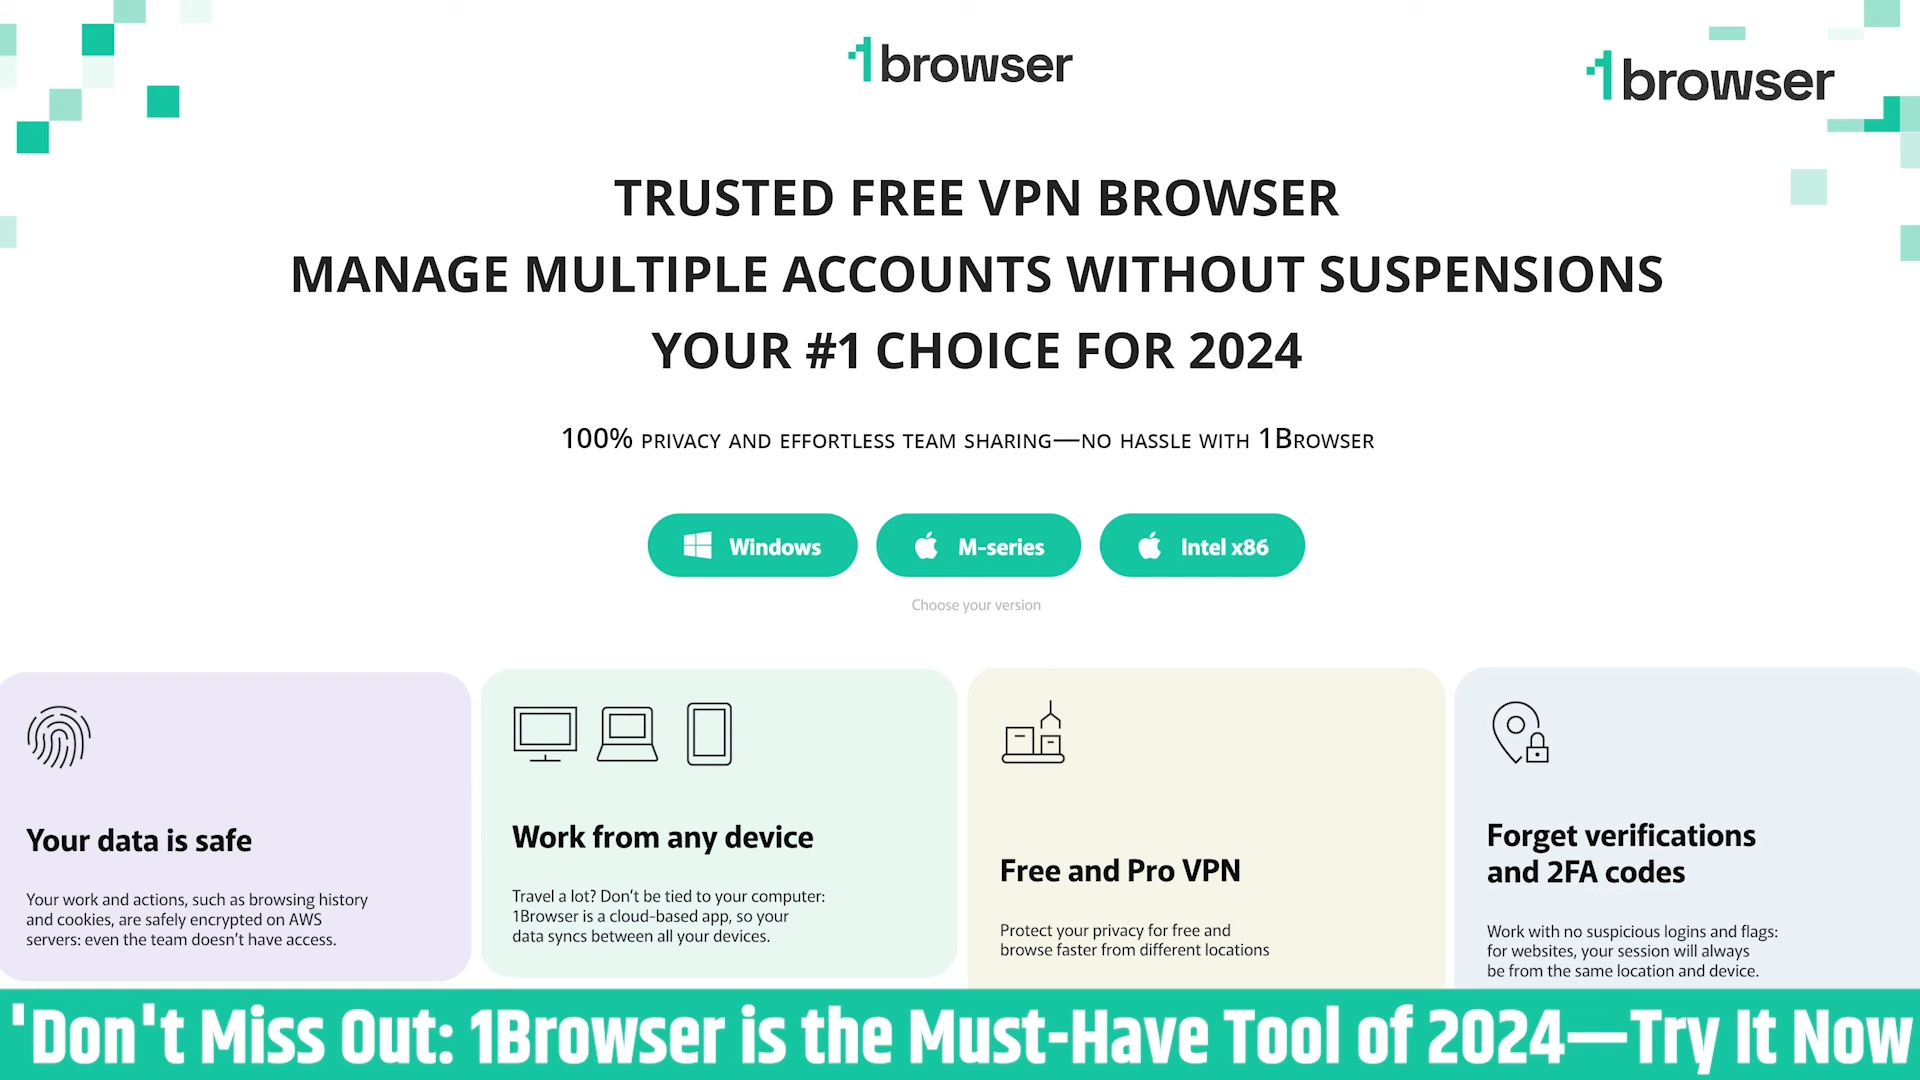 1browser
1browser
TRUSTED FREE VPN BROWSER
MANAGE MULTIPLE ACCOUNTS WITHOUT SUSPENSIONS
YOUR #1 CHOICE FOR 2024
100% PRIVACY AND EFFORTLESS TEAM SHARING—NO HASSLE WITH 1BROWSER
Windows
M-series
Intel x86
Choose your version
Your data is safe
Your work and actions, such as browsing history
and cookies, are safely encrypted on AWS
servers: even the team doesn't have access.
Work from any device
Travel a lot? Don't be tied to your computer:
1Browser is a cloud-based app, so your
data syncs between all your devices.
Free and Pro VPN
Protect your privacy for free and
browse faster from different locations
Forget verifications
and 2FA codes
Work with no suspicious logins and flags:
for websites, your session will always
be from the same location and device.
'Don't Miss Out: 1Browser is the Must-Have Tool of 2024—Try It Now